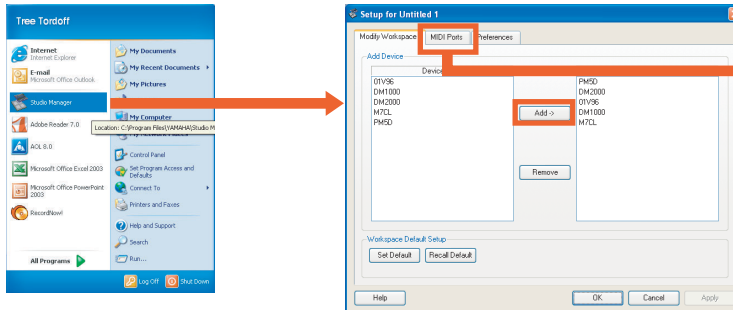 Tree Tordoff
Internet
Internet Explorer
E-mail
Microsoft Office Outlook
Studio Manager
Adobe Reader 7.0
Location: C:\Program Files\YAMAHA\Studio M
AOL 8.0
Microsoft Office Excel 2003
Microsoft Office PowerPoint
2003
RecordNow!
All Programs
My Documents
My Recent Documents
My Pictures
My Computer
My Network Places
Control Panel
Set Program Access and
Defaults
Connect To
Printers and Faxes
Help and Support
Search
Run...
Log Off
Shut Down
Setup for Untitled 1
Modify Workspace
MIDI Ports
Preferences
Add Device
Device
01V96
DM1000
DM2000
M7CL
PM5D
Add ->
Remove
PM5D
DM2000
01V96
DM1000
M7CL
Workspace Default Setup
Set Default
Recall Default
Help
OK
Cancel
Apply